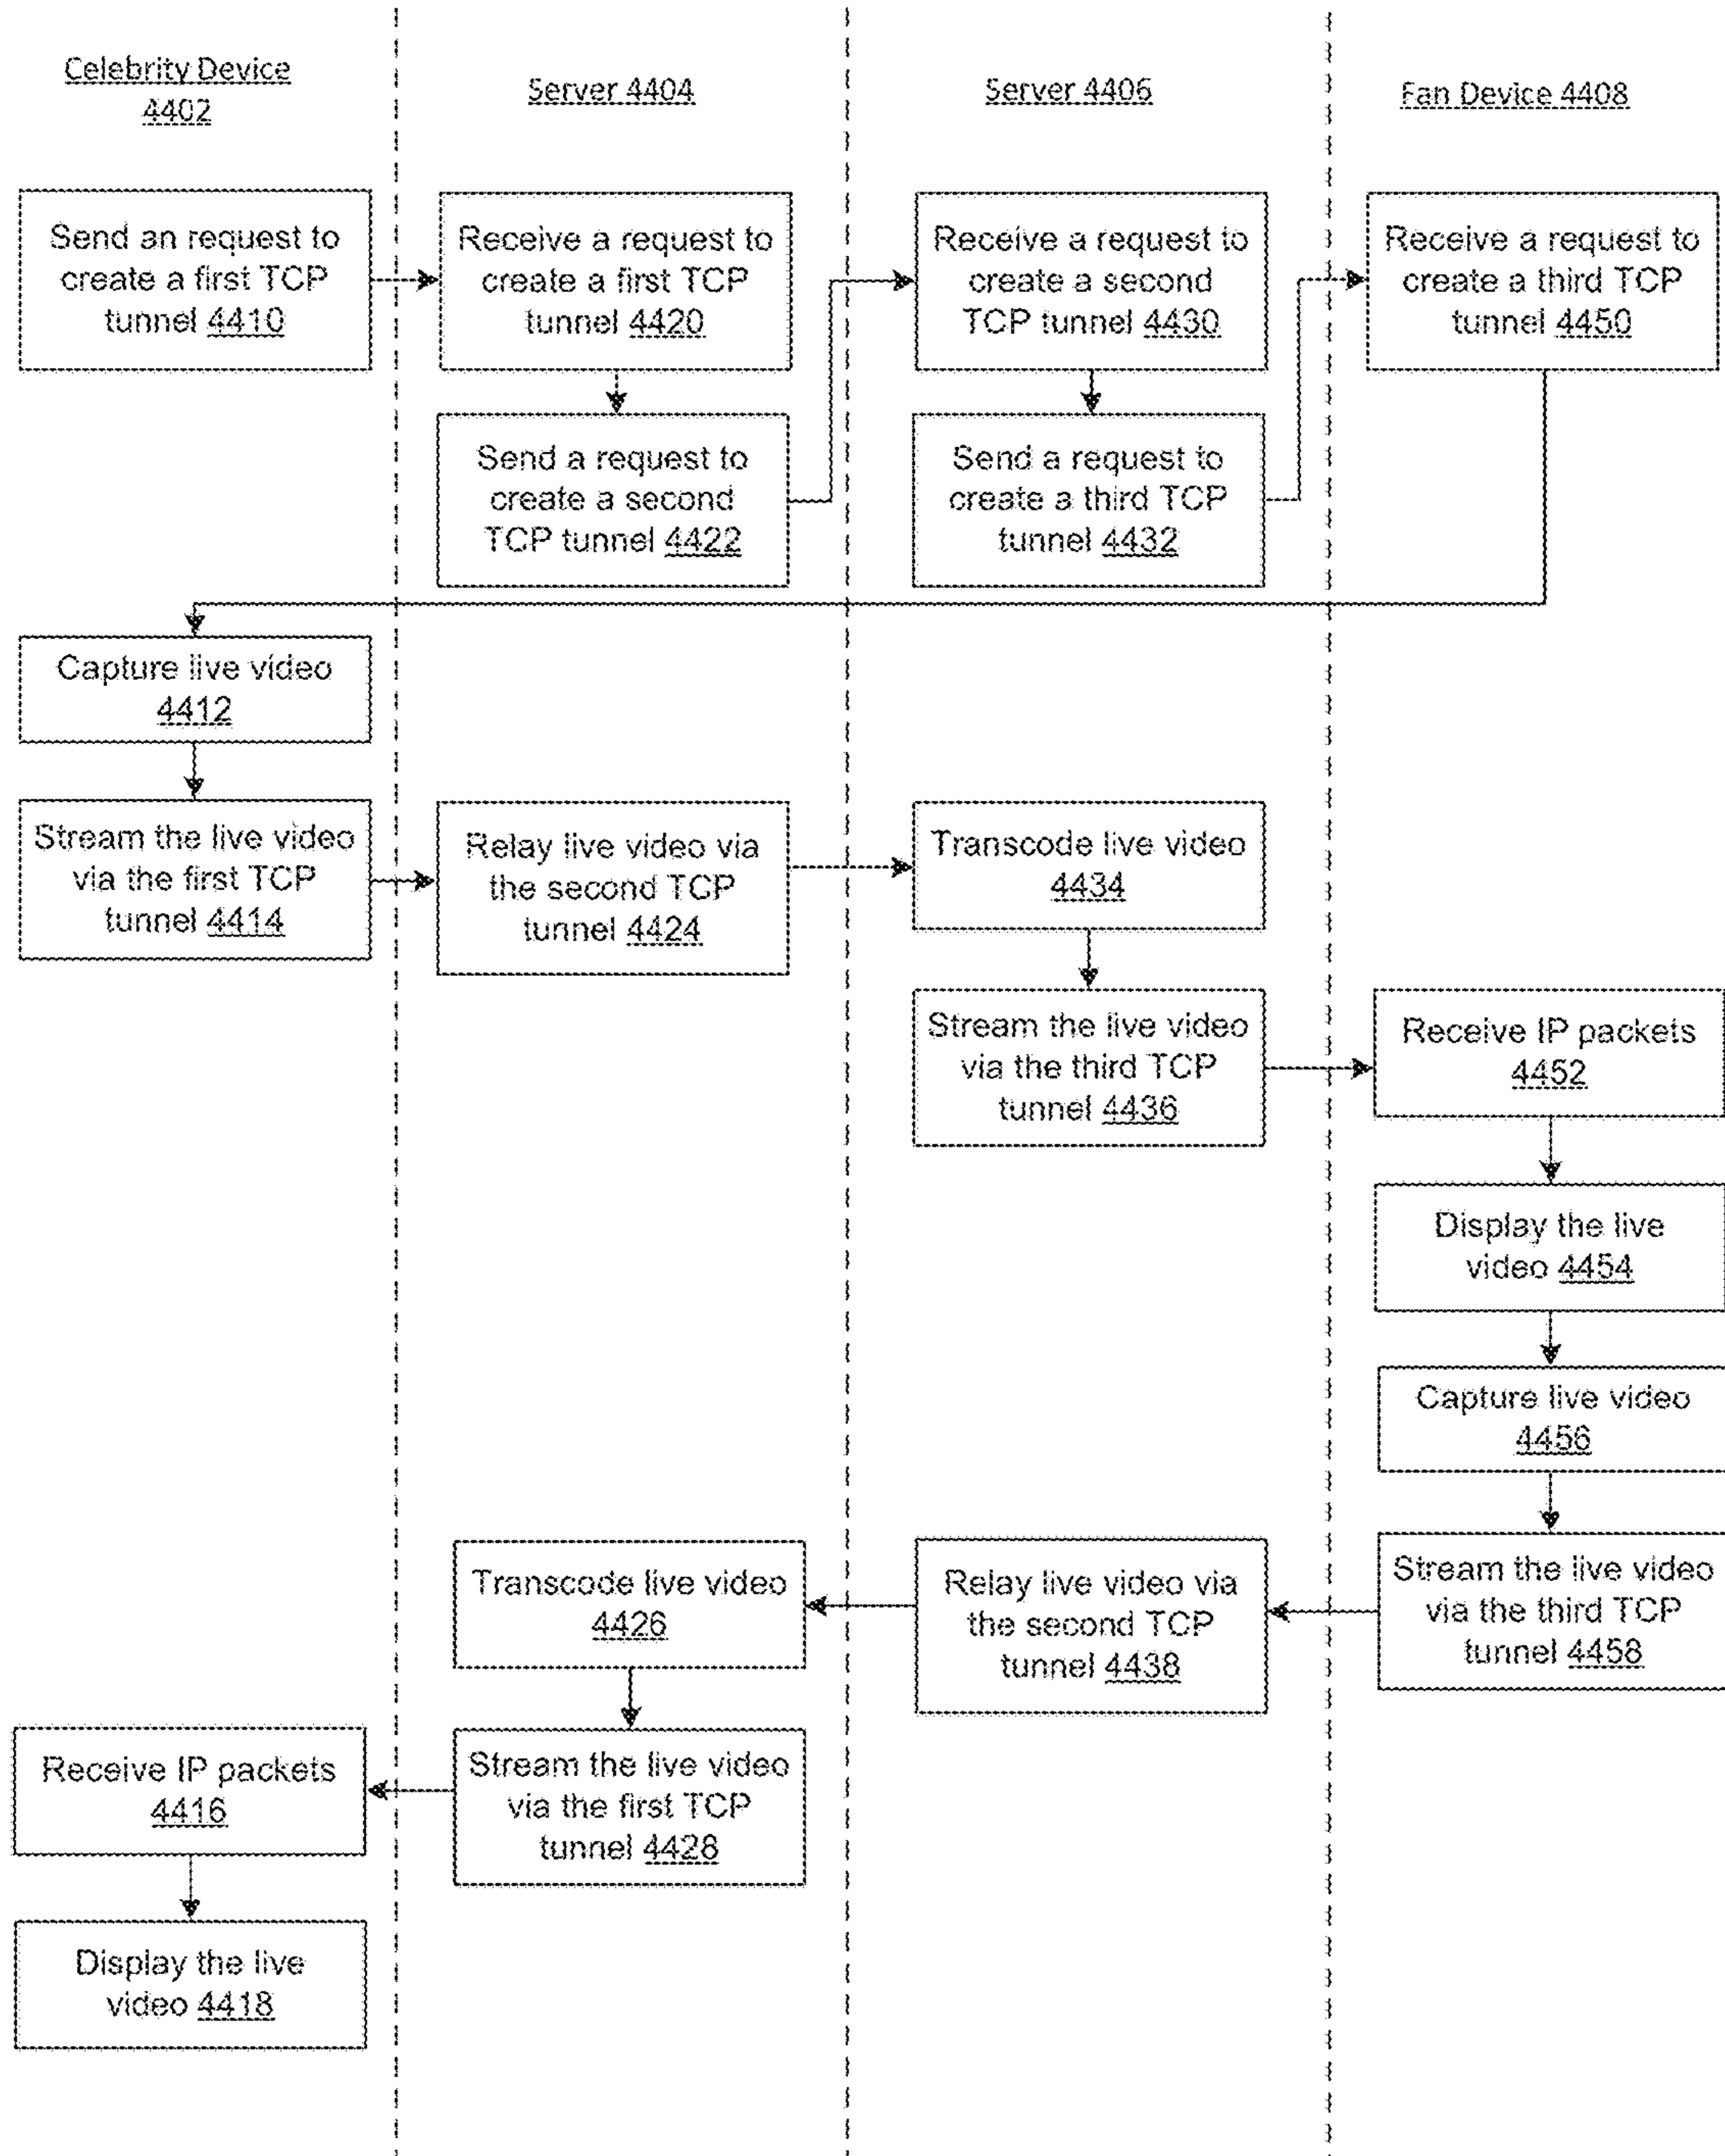 Celebrity Device
4402
Server 4404
Server 4406
Fan Device 4408
Send an request to
create a first TCP
tunnel 4410
Receive a request to
create a first TCP
tunnel 4420
Receive a request to
create a second
TCP tunnel 4430
Receive a request to
create a third TCP
tunnel 4450
Send a request to
create a second
TCP tunnel 4422
Send a request to
create a third TCP
tunnel 4432
Capture live video
4412
Stream the live video
via the first TCP
tunnel 4414
Relay live video via
the second TCP
tunnel 4424
Transcode live video
4434
Stream the live video
via the third TCP
tunnel 4436
Receive IP packets
4452
Display the live
video 4454
Capture live video
4456
Stream the live video
via the third TCP
tunnel 4458
Relay live video via
the second TCP
tunnel 4438
Transcode live video
4426
Stream the live video
via the first TCP
tunnel 4428
Receive IP packets
4416
Display the live
video 4418